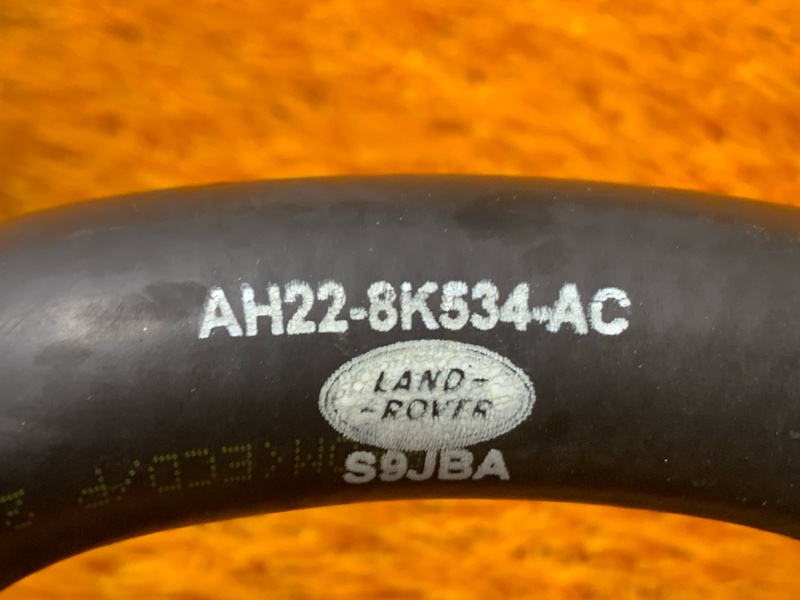 AH22-8K534-AC
LAND-
-ROVER
S9JBA